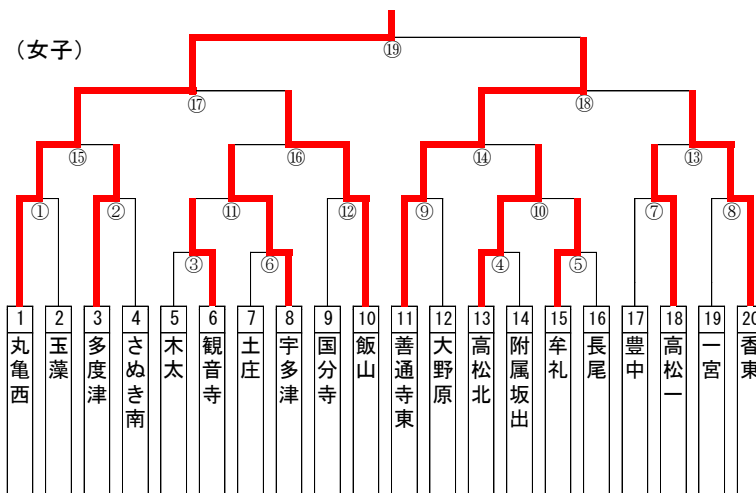 ⑲
（女子）
⑰
⑱
⑮
⑯
⑭
⑬
①
②
⑪
⑫
⑨
⑩
⑦
⑧
③
⑥
④
⑤
1 2 3 4 5 6 7 8 9 10 11 12 13 14 15 16 17 18 19 20
丸亀西
玉藻
多度津
さぬき南
木太
観音寺
土庄
宇多津
国分寺
飯山
善通寺東
大野原
高松北
附属坂出
牟礼
長尾
豊中
高松一
一宮
香東